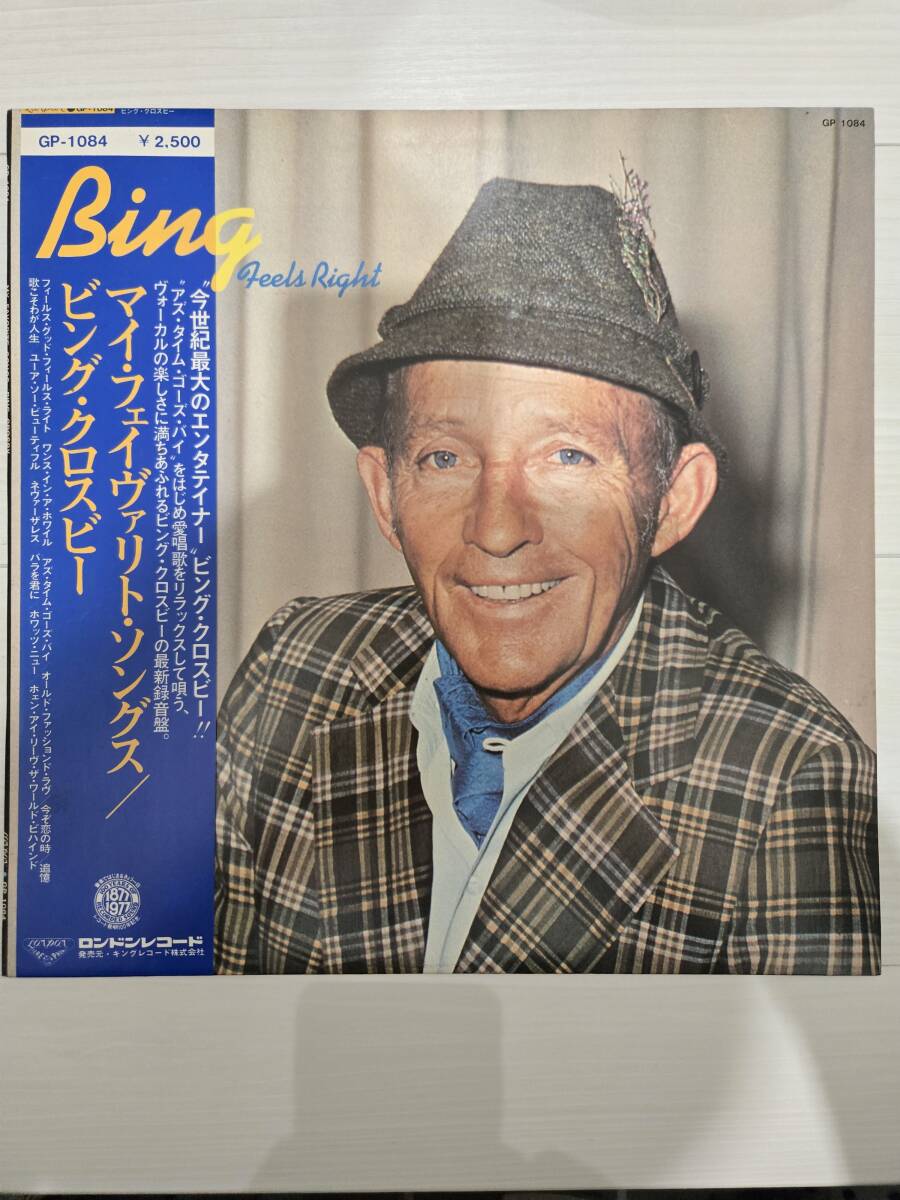 GP-1084
ビング・クロスビー
GP-1084 ¥2,500
GP 1084
Bing
Feels Right
"今世紀最大のエンタテイナー"ビング・クロスビー!!
"アズ・タイム・ゴーズ・バイ"をはじめ愛唱歌をリラックスして唄う、
ヴォーカルの楽しさに満ちあふれるビング・クロスビーの最新録音盤。
マイ・フェイヴァリト・ソングス/
ビング・クロスビー
フィールス・グッド・フィールス・ライト ワンス・イン・ア・ホワイル アズ・タイム・ゴーズ・バイ オールド・ファッションド・ラヴ 今ぞ恋の時/追憶
歌こそわが人生 ユーア・ソー・ビューティフル ネヴァーザレス バラを君に ホワッツ・ニュー ホェン・アイ・リーヴ・ザ・ワールド・ビハインド
1877
1977
ロンドンレコード
発売元・キングレコード株式会社